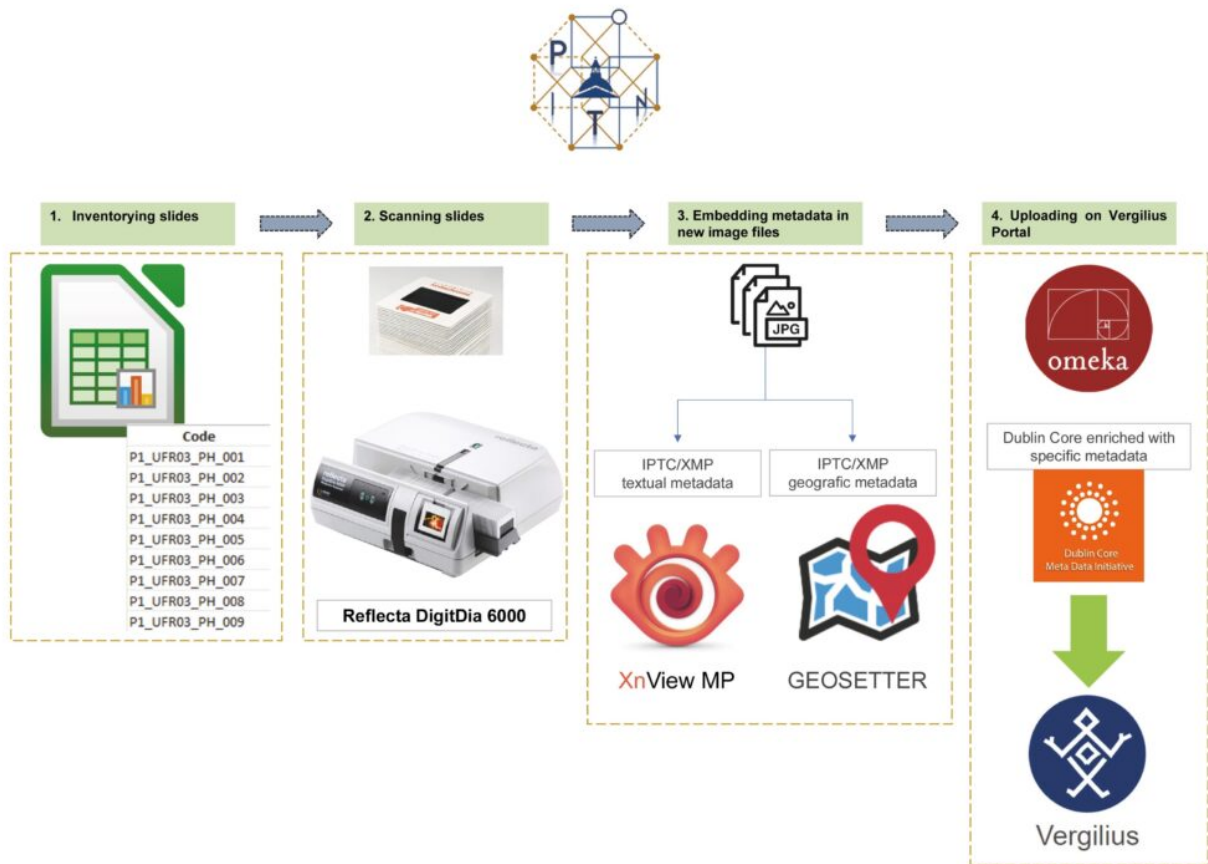 P
I
N
T
1. Inventorying slides
2. Scanning slides
3. Embedding metadata in
new image files
4. Uploading on Vergilius
Portal
Code
P1_UFR03_PH_001
P1_UFR03_PH_002
P1_UFR03_PH_003
P1_UFR03_PH_004
P1_UFR03_PH_005
P1_UFR03_PH_006
P1_UFR03_PH_007
P1_UFR03_PH_008
P1_UFR03_PH_009
reflecta
Reflecta DigitDia 6000
JPG
IPTC/XMP
textual metadata
IPTC/XMP
geografic metadata
XnView MP
GEOSETTER
omeka
Dublin Core enriched with
specific metadata
Dublin Core
Meta Data Initiative
Vergilius